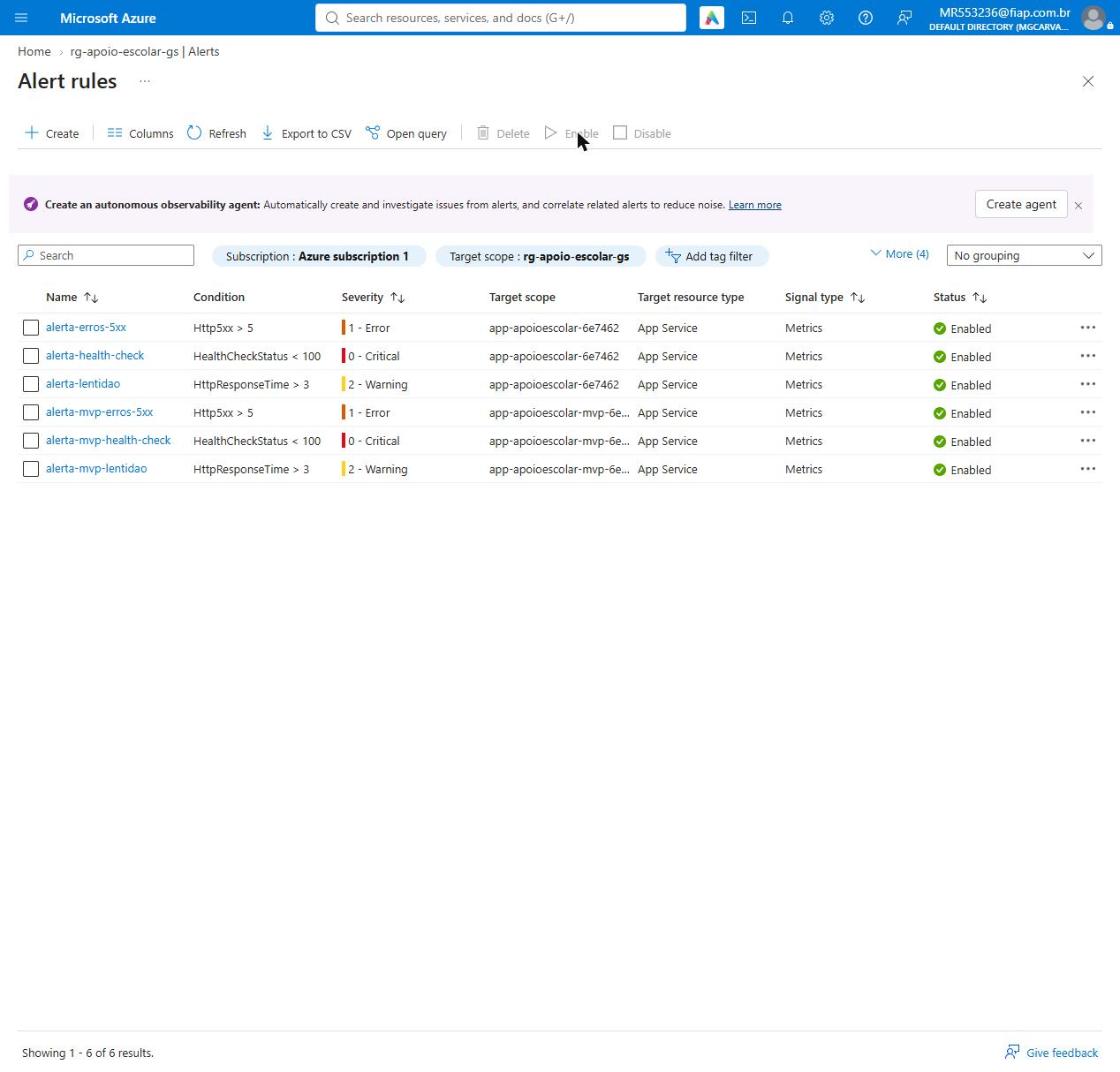 Microsoft Azure
Search resources, services, and docs (G+/)
MR553236@fiap.com.br
DEFAULT DIRECTORY (MGCARVA...
Home > rg-apoio-escolar-gs | Alerts
Alert rules ...
Create Columns Refresh Export to CSV Open query Delete Enable Disable
Create an autonomous observability agent: Automatically create and investigate issues from alerts, and correlate related alerts to reduce noise. Learn more Create agent
Search Subscription : Azure subscription 1 Target scope : rg-apoio-escolar-gs Add tag filter More (4) No grouping
Name Condition Severity Target scope Target resource type Signal type Status
alerta-erros-5xx Http5xx > 5 1 - Error app-apoioescolar-6e7462 App Service Metrics Enabled
alerta-health-check HealthCheckStatus < 100 0 - Critical app-apoioescolar-6e7462 App Service Metrics Enabled
alerta-lentidao HttpResponseTime > 3 2 - Warning app-apoioescolar-6e7462 App Service Metrics Enabled
alerta-mvp-erros-5xx Http5xx > 5 1 - Error app-apoioescolar-mvp-6e... App Service Metrics Enabled
alerta-mvp-health-check HealthCheckStatus < 100 0 - Critical app-apoioescolar-mvp-6e... App Service Metrics Enabled
alerta-mvp-lentidao HttpResponseTime > 3 2 - Warning app-apoioescolar-mvp-6e... App Service Metrics Enabled
Showing 1 - 6 of 6 results. Give feedback